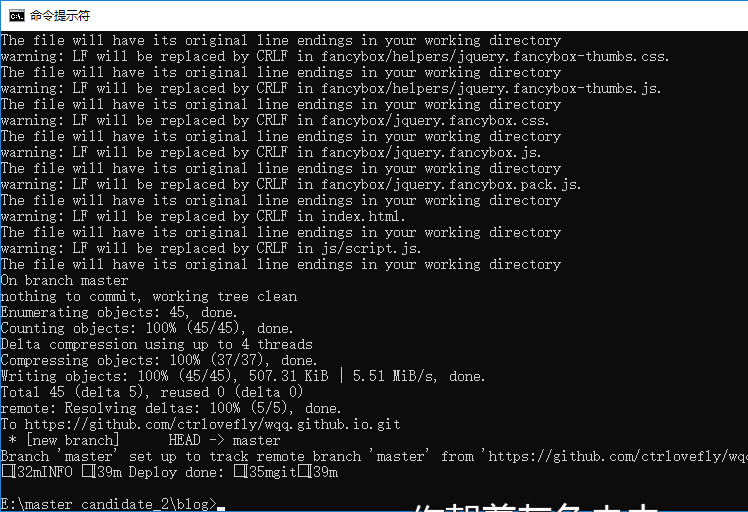 命令提示符
The file will have its original line endings in your working directory
warning: LF will be replaced by CRLF in fancybox/helpers/jquery.fancybox-thumbs.css.
The file will have its original line endings in your working directory
warning: LF will be replaced by CRLF in fancybox/helpers/jquery.fancybox-thumbs.js.
The file will have its original line endings in your working directory
warning: LF will be replaced by CRLF in fancybox/jquery.fancybox.css.
The file will have its original line endings in your working directory
warning: LF will be replaced by CRLF in fancybox/jquery.fancybox.js.
The file will have its original line endings in your working directory
warning: LF will be replaced by CRLF in fancybox/jquery.fancybox.pack.js.
The file will have its original line endings in your working directory
warning: LF will be replaced by CRLF in index.html.
The file will have its original line endings in your working directory
warning: LF will be replaced by CRLF in js/script.js.
The file will have its original line endings in your working directory
On branch master
nothing to commit, working tree clean
Enumerating objects: 45, done.
Counting objects: 100% (45/45), done.
Delta compression using up to 4 threads
Compressing objects: 100% (37/37), done.
Writing objects: 100% (45/45), 507.31 KiB | 5.51 MiB/s, done.
Total 45 (delta 5), reused 0 (delta 0)
remote: Resolving deltas: 100% (5/5), done.
To https://github.com/ctrlovefly/wqq.github.io.git
 * [new branch]      HEAD -> master
Branch 'master' set up to track remote branch 'master' from 'https://github.com/ctrlovefly/wqq
□[32mINFO □[39m Deploy done: □[35mgit□[39m
E:\master candidate_2\blog>